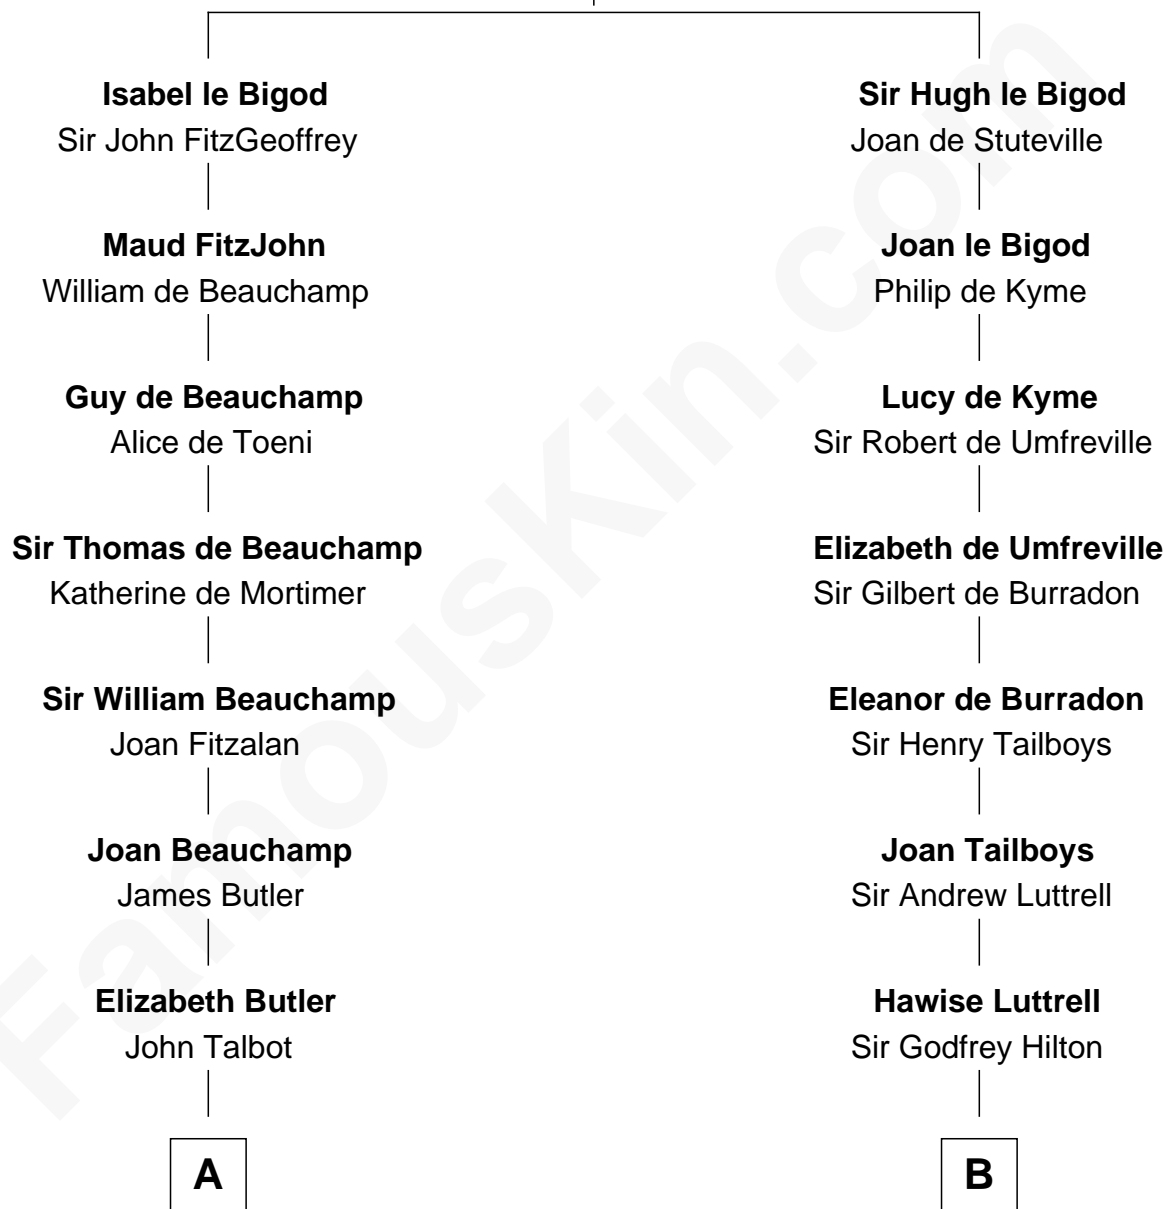 Isabel le Bigod
Sir John FitzGeoffrey
Maud FitzJohn
William de Beauchamp
Guy de Beauchamp
Alice de Toeni
Sir Thomas de Beauchamp
Katherine de Mortimer
Sir William Beauchamp
Joan Fitzalan
Joan Beauchamp
James Butler
Elizabeth Butler
John Talbot
A
Sir Hugh le Bigod
Joan de Stuteville
Joan le Bigod
Philip de Kyme
Lucy de Kyme
Sir Robert de Umfreville
Elizabeth de Umfreville
Sir Gilbert de Burradon
Eleanor de Burradon
Sir Henry Tailboys
Joan Tailboys
Sir Andrew Luttrell
Hawise Luttrell
Sir Godfrey Hilton
B
FamousKin.com